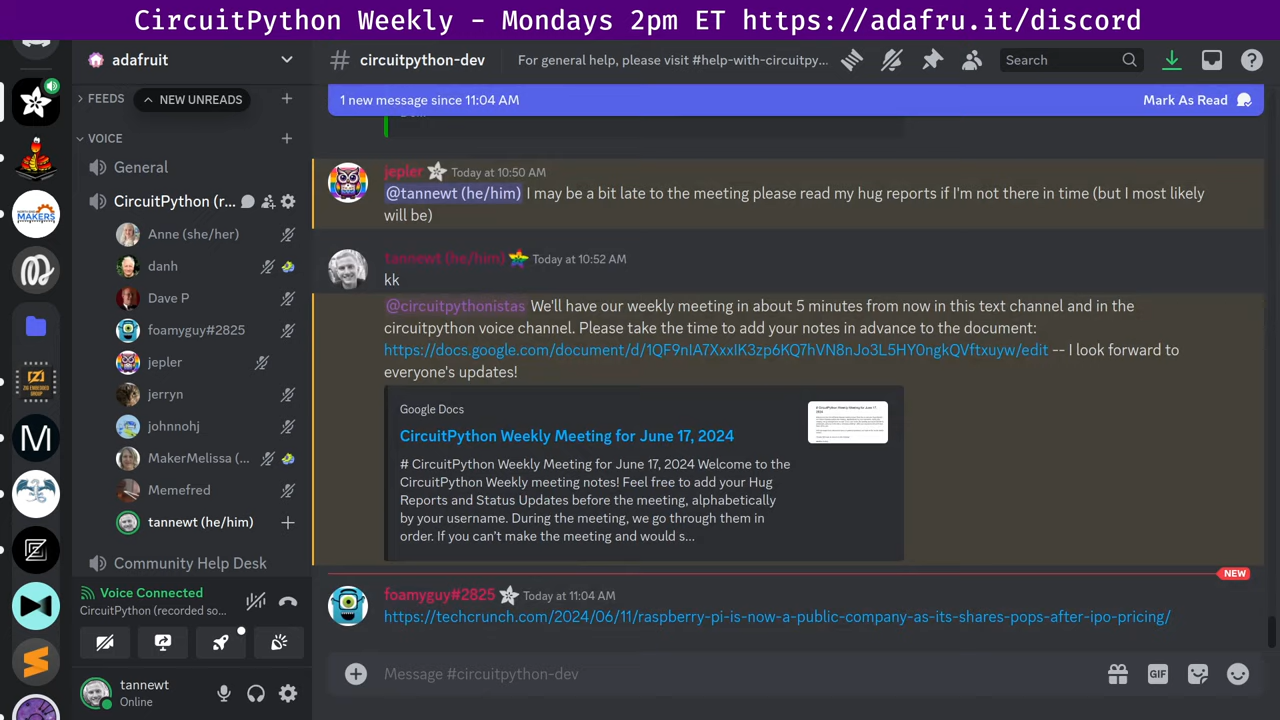 CircuitPython Weekly - Mondays 2pm ET https://adafru.it/discord
adafruit
circuitpython-dev
For general help, please visit #help-with-circuitpy...
Search
FEEDS
NEW UNREADS
VOICE
General
CircuitPython (r...
Anne (she/her)
danh
Dave P
foamyguy#2825
jepler
jerryn
johnnohj
MakerMelissa (...
Memefred
tannewt (he/him)
Community Help Desk
Voice Connected
CircuitPython (recorded so...
tannewt
Online
1 new message since 11:04 AM
Mark As Read
jepler Today at 10:50 AM
@tannewt (he/him) I may be a bit late to the meeting please read my hug reports if I'm not there in time (but I most likely
will be)
tannewt (he/him) Today at 10:52 AM
kk
@circuitpythonistas We'll have our weekly meeting in about 5 minutes from now in this text channel and in the
circuitpython voice channel. Please take the time to add your notes in advance to the document:
https://docs.google.com/document/d/1QF9nIA7XxxIK3zp6KQ7hVN8nJo3L5HY0ngkQVftxuyw/edit -- I look forward to
everyone's updates!
Google Docs
CircuitPython Weekly Meeting for June 17, 2024
# CircuitPython Weekly Meeting for June 17, 2024 Welcome to the
CircuitPython Weekly meeting notes! Feel free to add your Hug
Reports and Status Updates before the meeting, alphabetically
by your username. During the meeting, we go through them in
order. If you can't make the meeting and would s...
NEW
foamyguy#2825 Today at 11:04 AM
https://techcrunch.com/2024/06/11/raspberry-pi-is-now-a-public-company-as-its-shares-pops-after-ipo-pricing/
Message #circuitpython-dev
GIF